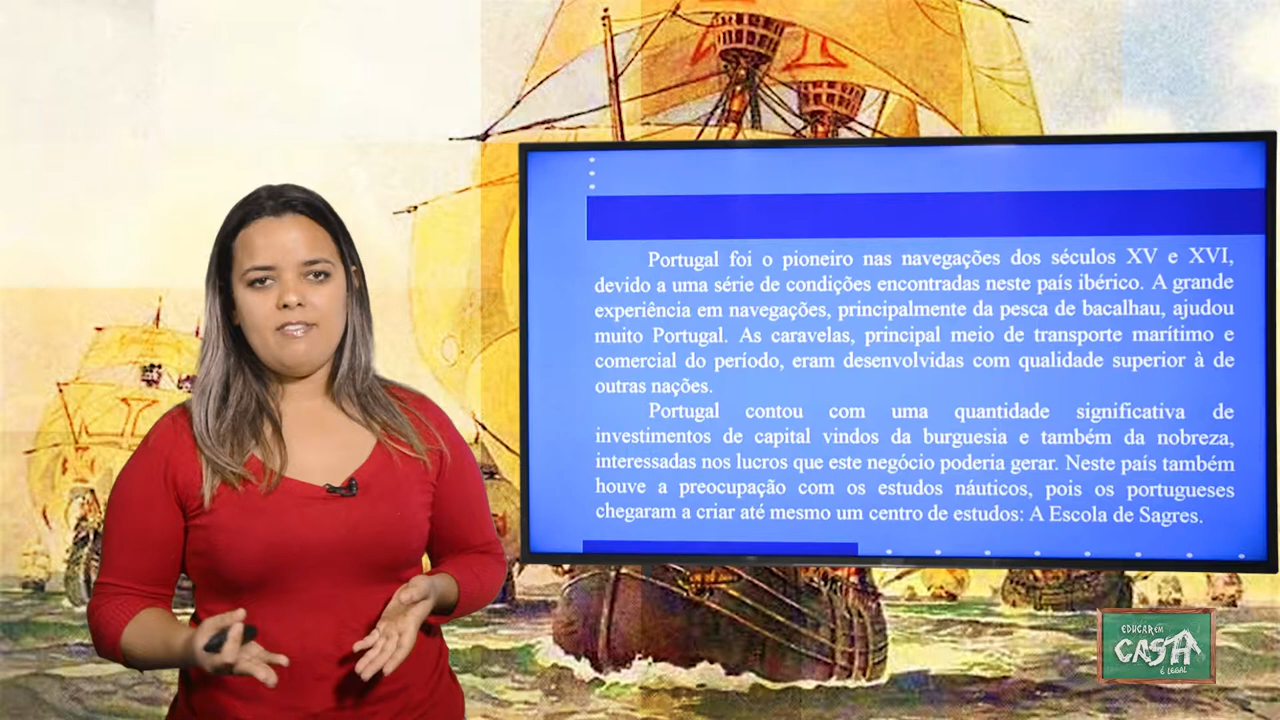 Portugal foi o pioneiro nas navegações dos séculos XV e XVI,
devido a uma série de condições encontradas neste país ibérico. A grande
experiência em navegações, principalmente da pesca de bacalhau, ajudou
muito Portugal. As caravelas, principal meio de transporte marítimo e
comercial do período, eram desenvolvidas com qualidade superior à de
outras nações.
Portugal contou com uma quantidade significativa de
investimentos de capital vindos da burguesia e também da nobreza,
interessadas nos lucros que este negócio poderia gerar. Neste país também
houve a preocupação com os estudos náuticos, pois os portugueses
chegaram a criar até mesmo um centro de estudos: A Escola de Sagres.
EDUCAR EM
CASA
É LEGAL